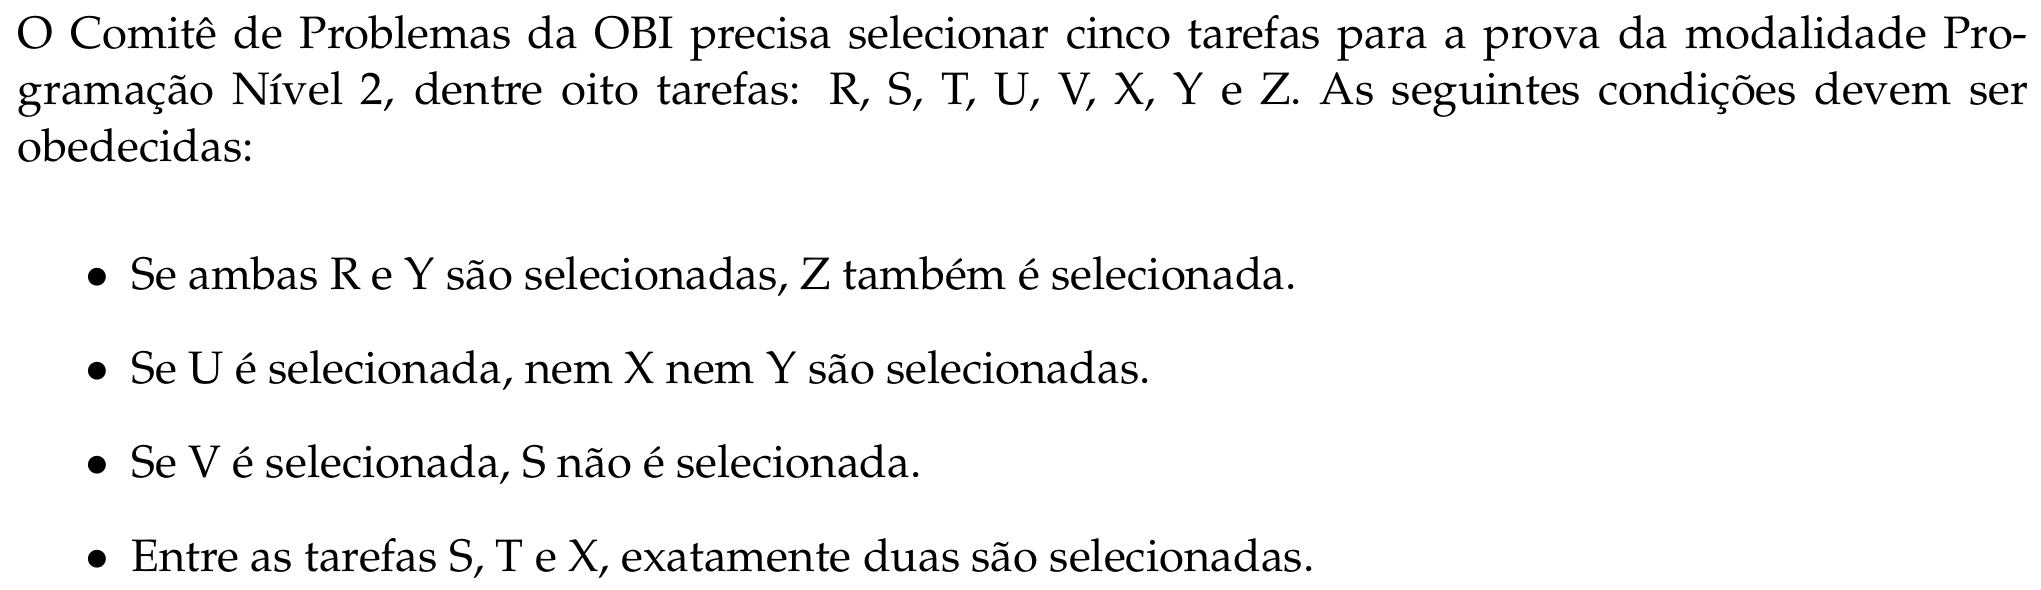 O Comitê de Problemas da OBI precisa selecionar cinco tarefas para a prova da modalidade Pro-
gramação Nível 2, dentre oito tarefas: R, S, T, U, V, X, Y e Z. As seguintes condições devem ser
obedecidas:
• Se ambas R e Y são selecionadas, Z também é selecionada.
• Se U é selecionada, nem X nem Y são selecionadas.
• Se V é selecionada, S não é selecionada.
• Entre as tarefas S, T e X, exatamente duas são selecionadas.